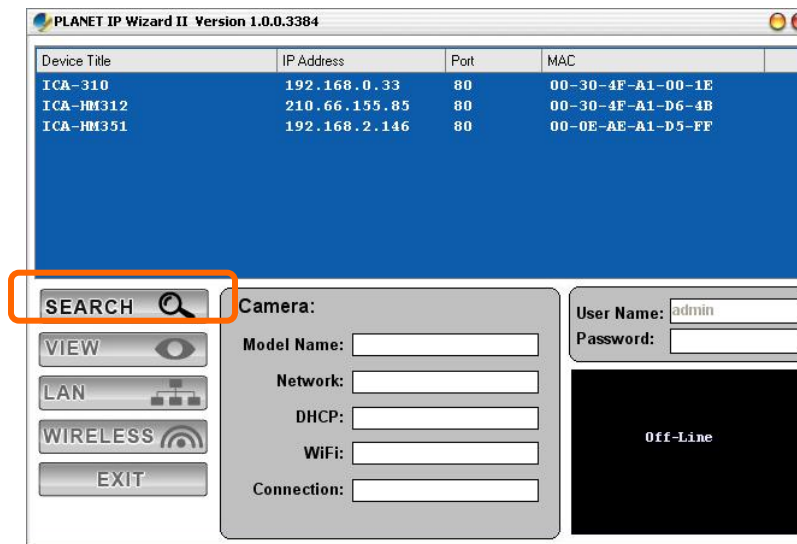 PLANET IP Wizard II Version 1.0.0.3384
Device Title IP Address Port MAC
ICA-310 192.168.0.33 80 00-30-4F-A1-00-1E
ICA-HM312 210.66.155.85 80 00-30-4F-A1-D6-4B
ICA-HM351 192.168.2.146 80 00-0E-AE-A1-D5-FF
SEARCH
VIEW
LAN
WIRELESS
EXIT
Camera:
Model Name:
Network:
DHCP:
WiFi:
Connection:
User Name: admin
Password:
Off-Line